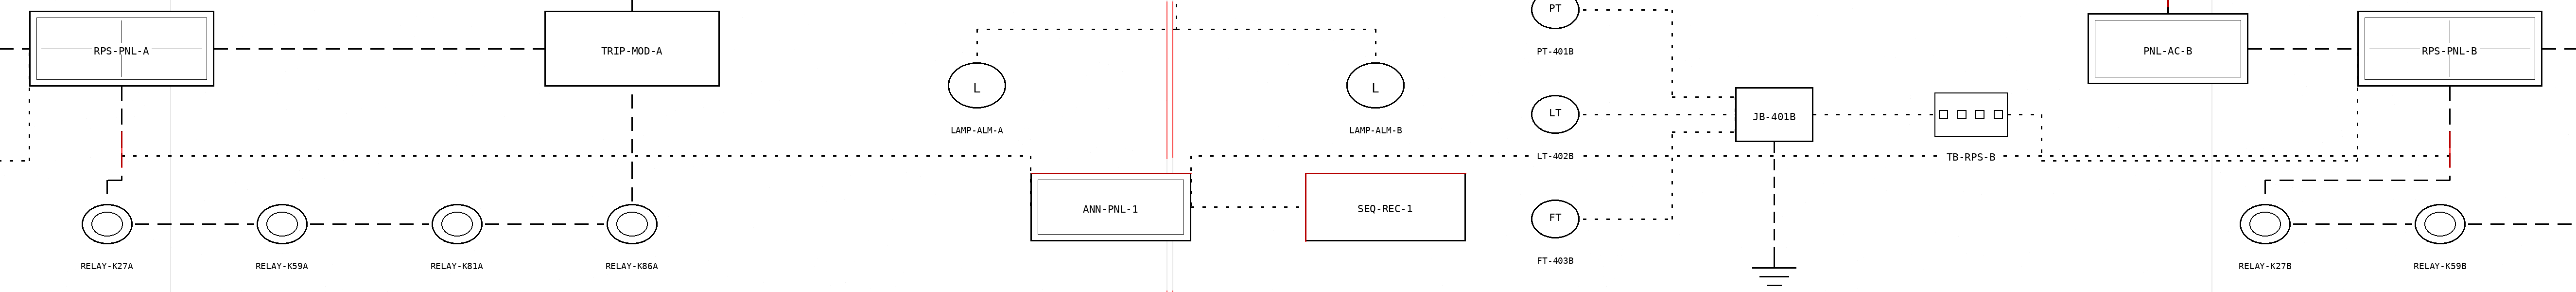 PT
PT-401B
RPS-PNL-A
TRIP-MOD-A
PNL-AC-B
RPS-PNL-B
L
LAMP-ALM-A
L
LAMP-ALM-B
LT
LT-402B
JB-401B
TB-RPS-B
ANN-PNL-1
SEQ-REC-1
FT
FT-403B
RELAY-K27A
RELAY-K59A
RELAY-K81A
RELAY-K86A
RELAY-K27B
RELAY-K59B